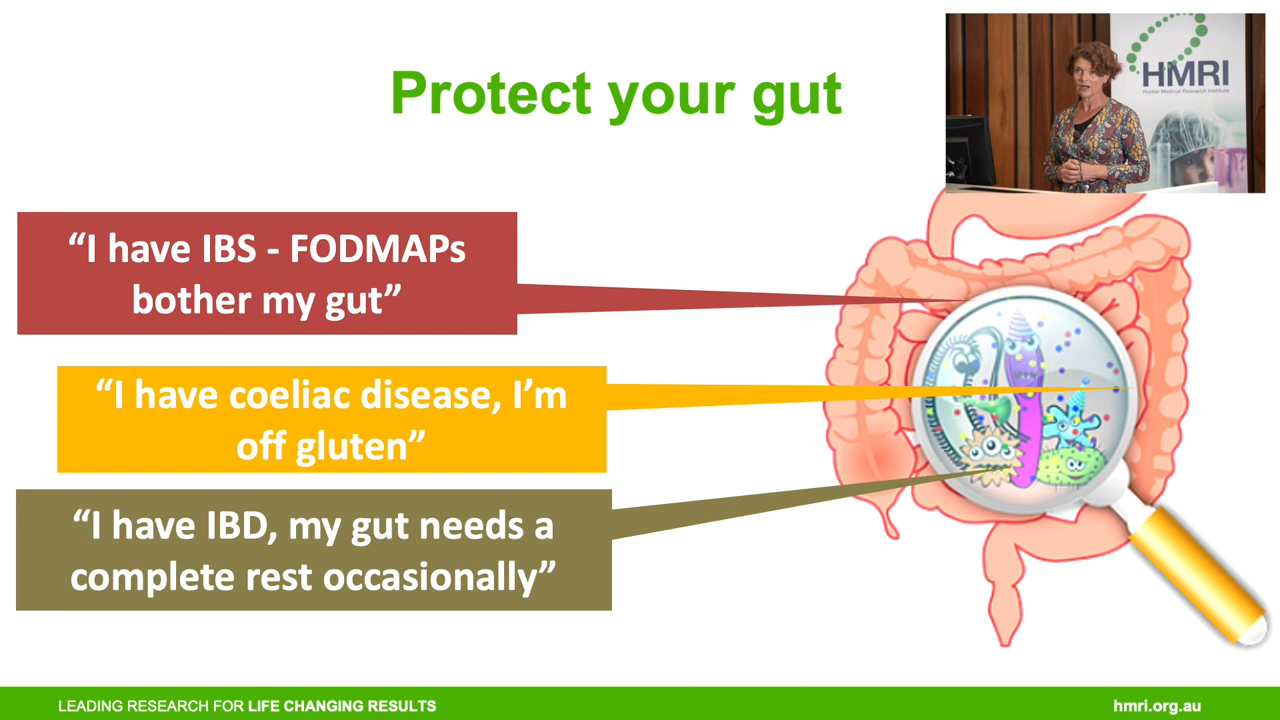 Protect your gut
HMRI
Hunter Medical Research Institute
“I have IBS - FODMAPs
bother my gut”
“I have coeliac disease, I’m
off gluten”
“I have IBD, my gut needs a
complete rest occasionally”
LEADING RESEARCH FOR LIFE CHANGING RESULTS
hmri.org.au